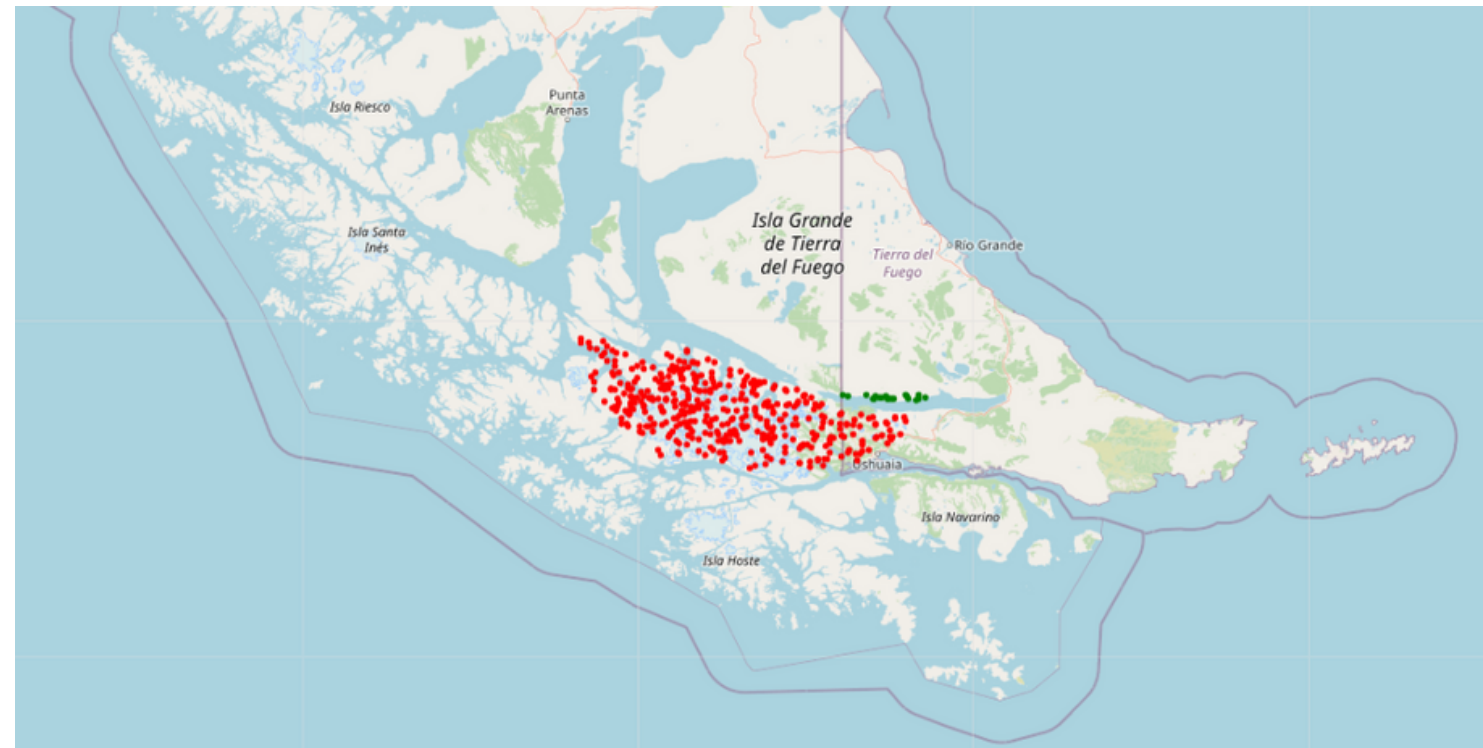 Isla Riesco
Punta
Arenas
Isla Santa
Inés
Isla Grande
de Tierra
del Fuego
Tierra del
Fuego
Río Grande
Ushuaia
Isla Navarino
Isla Hoste